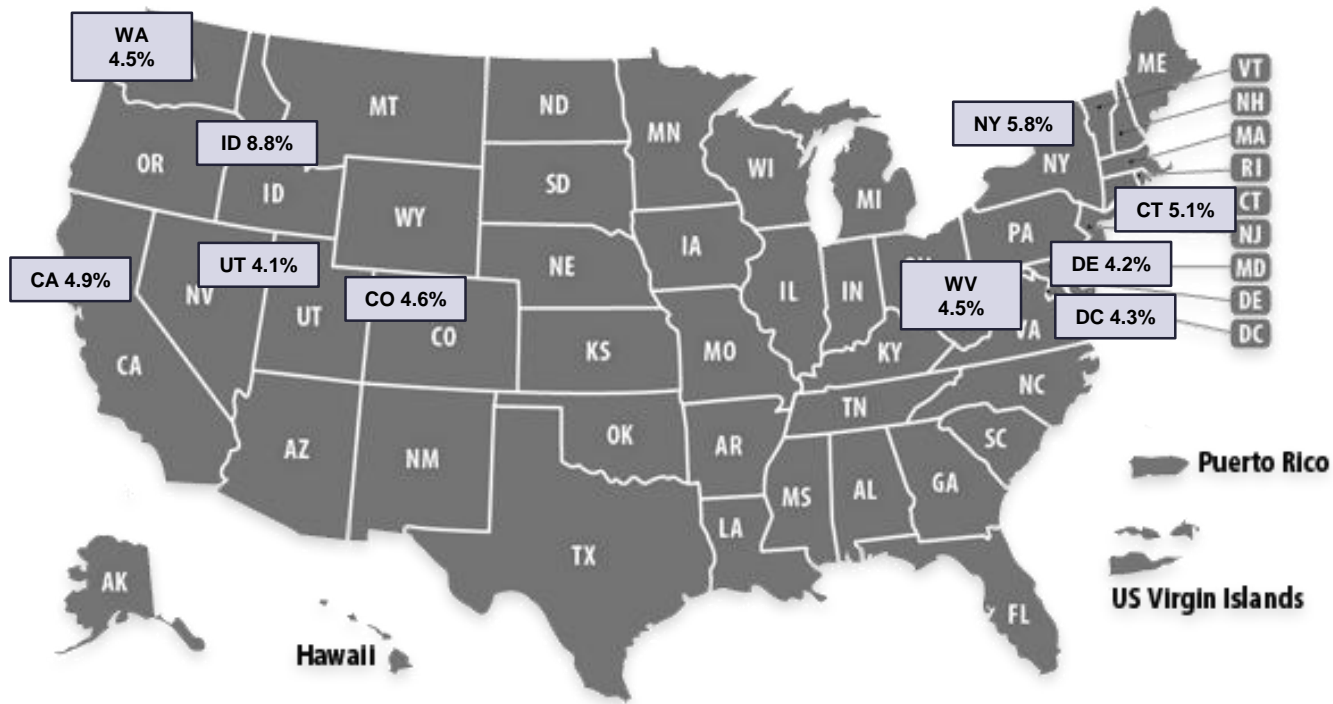 WA
4.5%
ME
VT
MT
ND
NH
MN
NY 5.8%
ID 8.8%
MA
OR
NY
WI
RI
SD
ID
MI
WY
CT 5.1%
CT
PA
NJ
IA
UT 4.1%
NE
DE 4.2%
MD
CA 4.9%
NV
CO 4.6%
IL
IN
WV
4.5%
DE
UT
DC 4.3%
VA
DC
CO
KS
MO
KY
CA
NC
TN
OK
AZ
AR
SC
NM
Puerto Rico
MS
AL
GA
LA
TX
AK
US Virgin Islands
FL
Hawaii